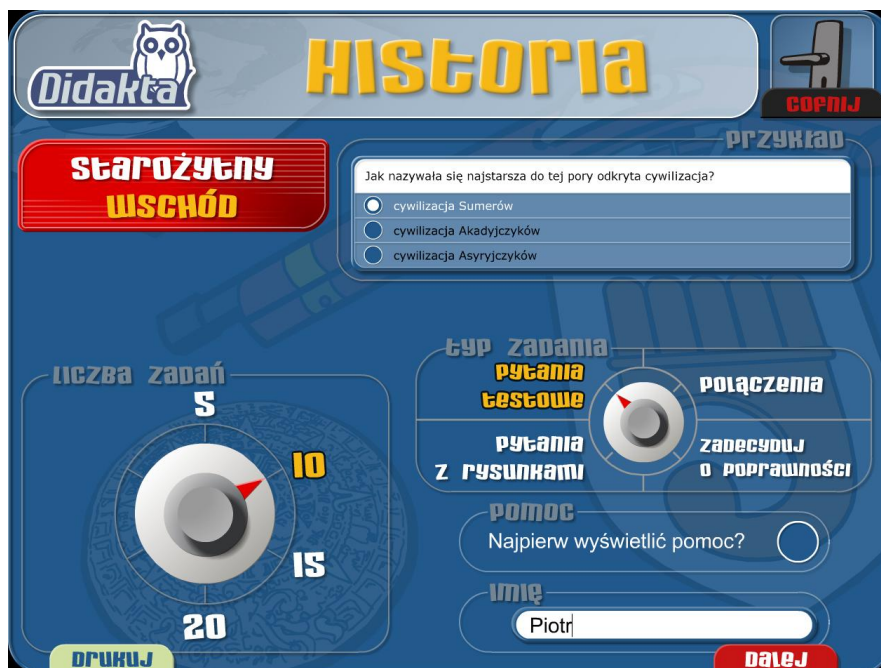 Didakta
Historia
COFNIJ
Starożytny
Wschód
Przykład
Jak nazywała się najstarsza do tej pory odkryta cywilizacja?
cywilizacja Sumerów
cywilizacja Akadyjczyków
cywilizacja Asyryjczyków
Liczba zadań
5
10
15
20
Typ zadania
Pytania
testowe
Połączenia
Pytania
z rysunkami
Zadecyduj
o poprawności
Pomoc
Najpierw wyświetlić pomoc?
Imię
Piotr
Drukuj
Dalej